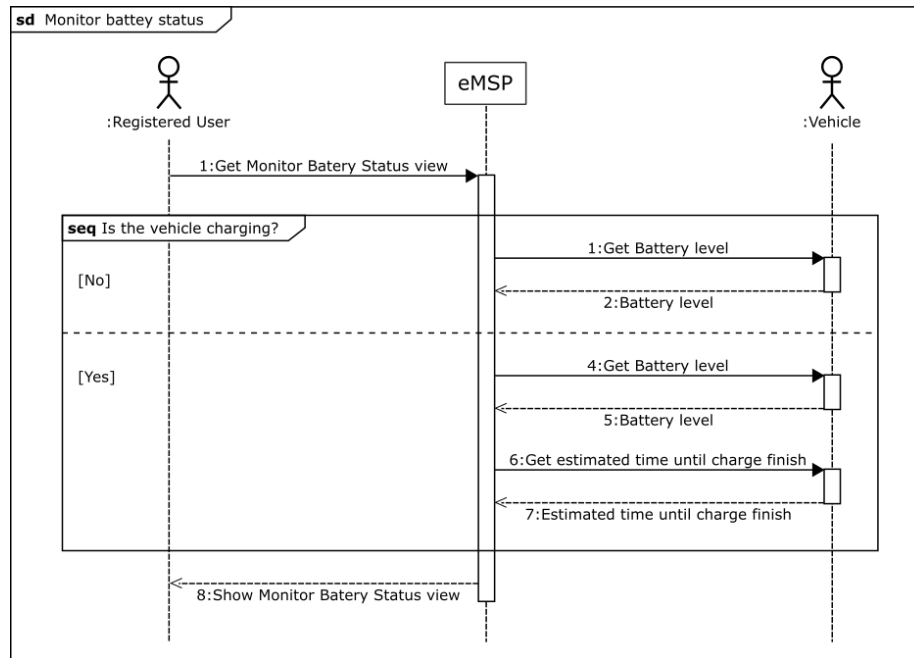 sd Monitor battey status
eMSP
:Registered User
:Vehicle
1:Get Monitor Batery Status view
seq Is the vehicle charging?
1:Get Battery level
[No]
2:Battery level
[Yes]
4:Get Battery level
5:Battery level
6:Get estimated time until charge finish
7:Estimated time until charge finish
8:Show Monitor Batery Status view